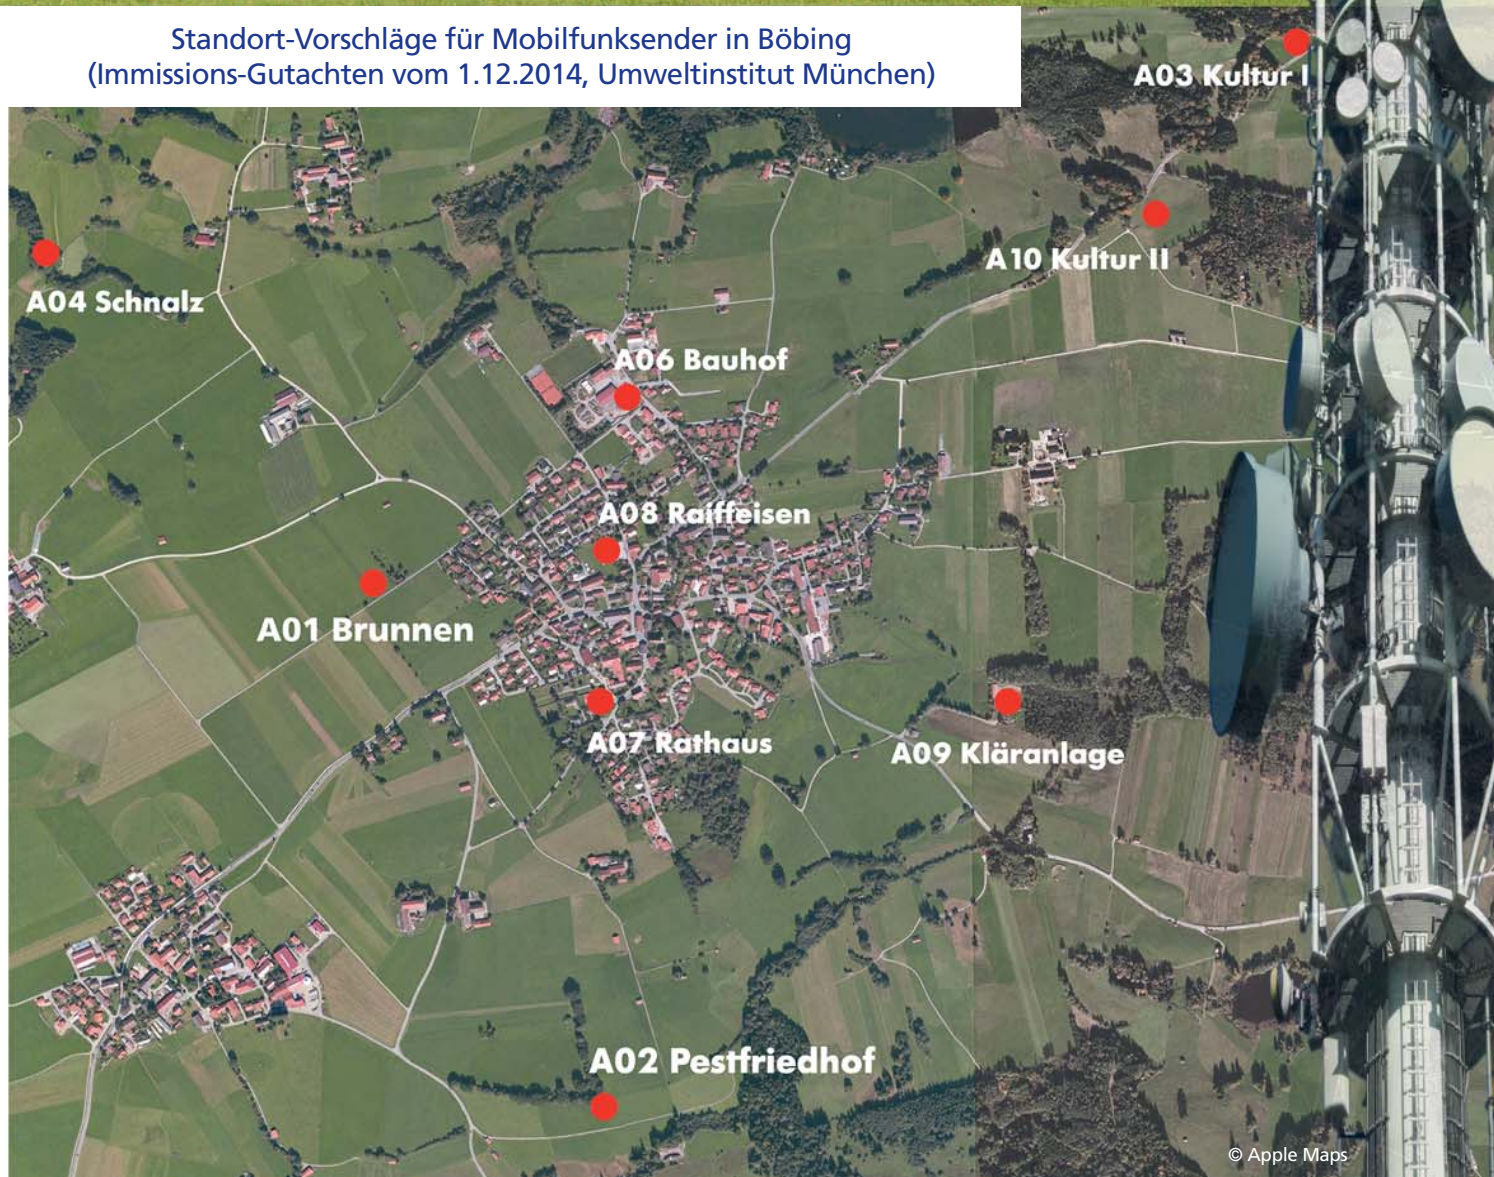 Standort-Vorschläge für Mobilfunksender in Böbing
(Immissions-Gutachten vom 1.12.2014, Umweltinstitut München)
A03 Kultur I
A10 Kultur II
A04 Schnalz
A06 Bauhof
A08 Raiffeisen
A01 Brunnen
A07 Rathaus
A09 Kläranlage
A02 Pestfriedhof
© Apple Maps